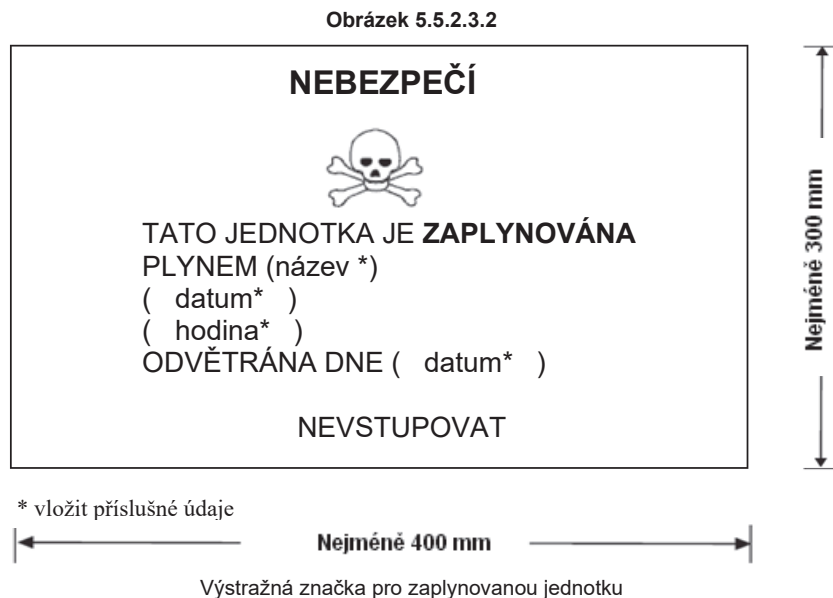 Obrázek 5.5.2.3.2
NEBEZPEČÍ
TATO JEDNOTKA JE ZAPLYNOVÁNA
PLYNEM (název *)
( datum* )
( hodina* )
ODVĚTRÁNA DNE ( datum* )
NEVSTUPOVAT
Nejméně 300 mm
* vložit příslušné údaje
Nejméně 400 mm
Výstražná značka pro zaplynovanou jednotku